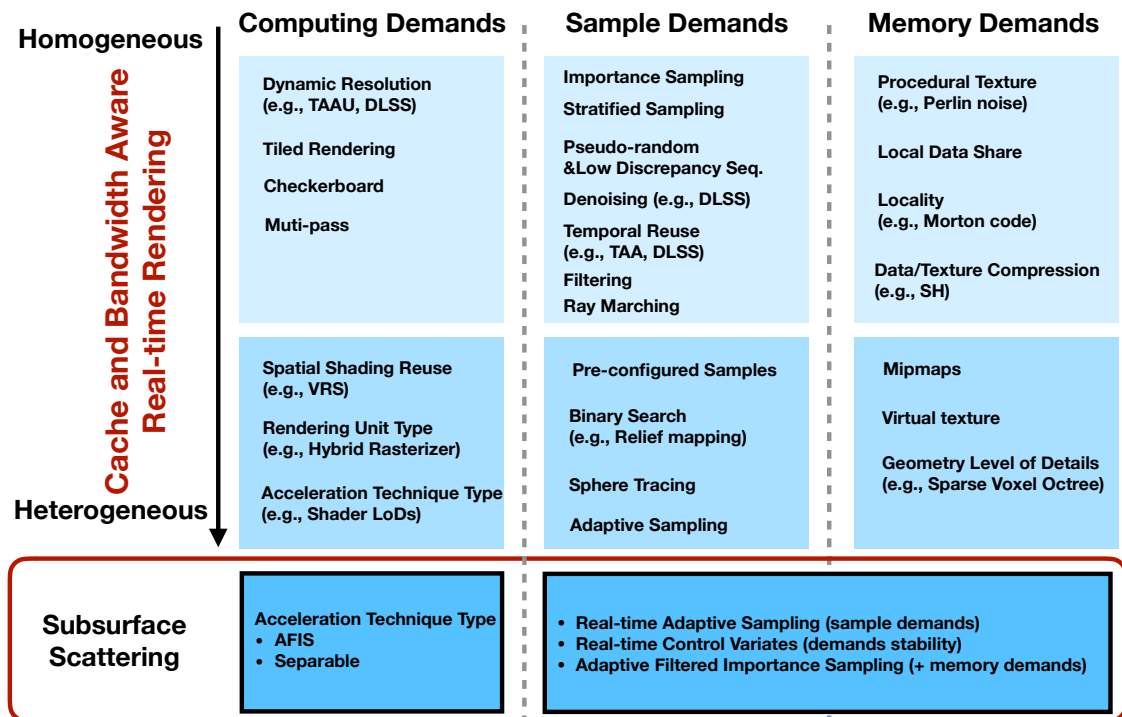 Computing Demands
Sample Demands
Memory Demands
Homogeneous
Cache and Bandwidth Aware
Real-time Rendering
Heterogeneous
Dynamic Resolution
(e.g., TAAU, DLSS)
Tiled Rendering
Checkerboard
Muti-pass
Importance Sampling
Stratified Sampling
Pseudo-random
&Low Discrepancy Seq.
Denoising (e.g., DLSS)
Temporal Reuse
(e.g., TAA, DLSS)
Filtering
Ray Marching
Procedural Texture
(e.g., Perlin noise)
Local Data Share
Locality
(e.g., Morton code)
Data/Texture Compression
(e.g., SH)
Spatial Shading Reuse
(e.g., VRS)
Rendering Unit Type
(e.g., Hybrid Rasterizer)
Acceleration Technique Type
(e.g., Shader LoDs)
Pre-configured Samples
Binary Search
(e.g., Relief mapping)
Sphere Tracing
Adaptive Sampling
Mipmaps
Virtual texture
Geometry Level of Details
(e.g., Sparse Voxel Octree)
Subsurface
Scattering
Acceleration Technique Type
• AFIS
• Separable
• Real-time Adaptive Sampling (sample demands)
• Real-time Control Variates (demands stability)
• Adaptive Filtered Importance Sampling (+ memory demands)